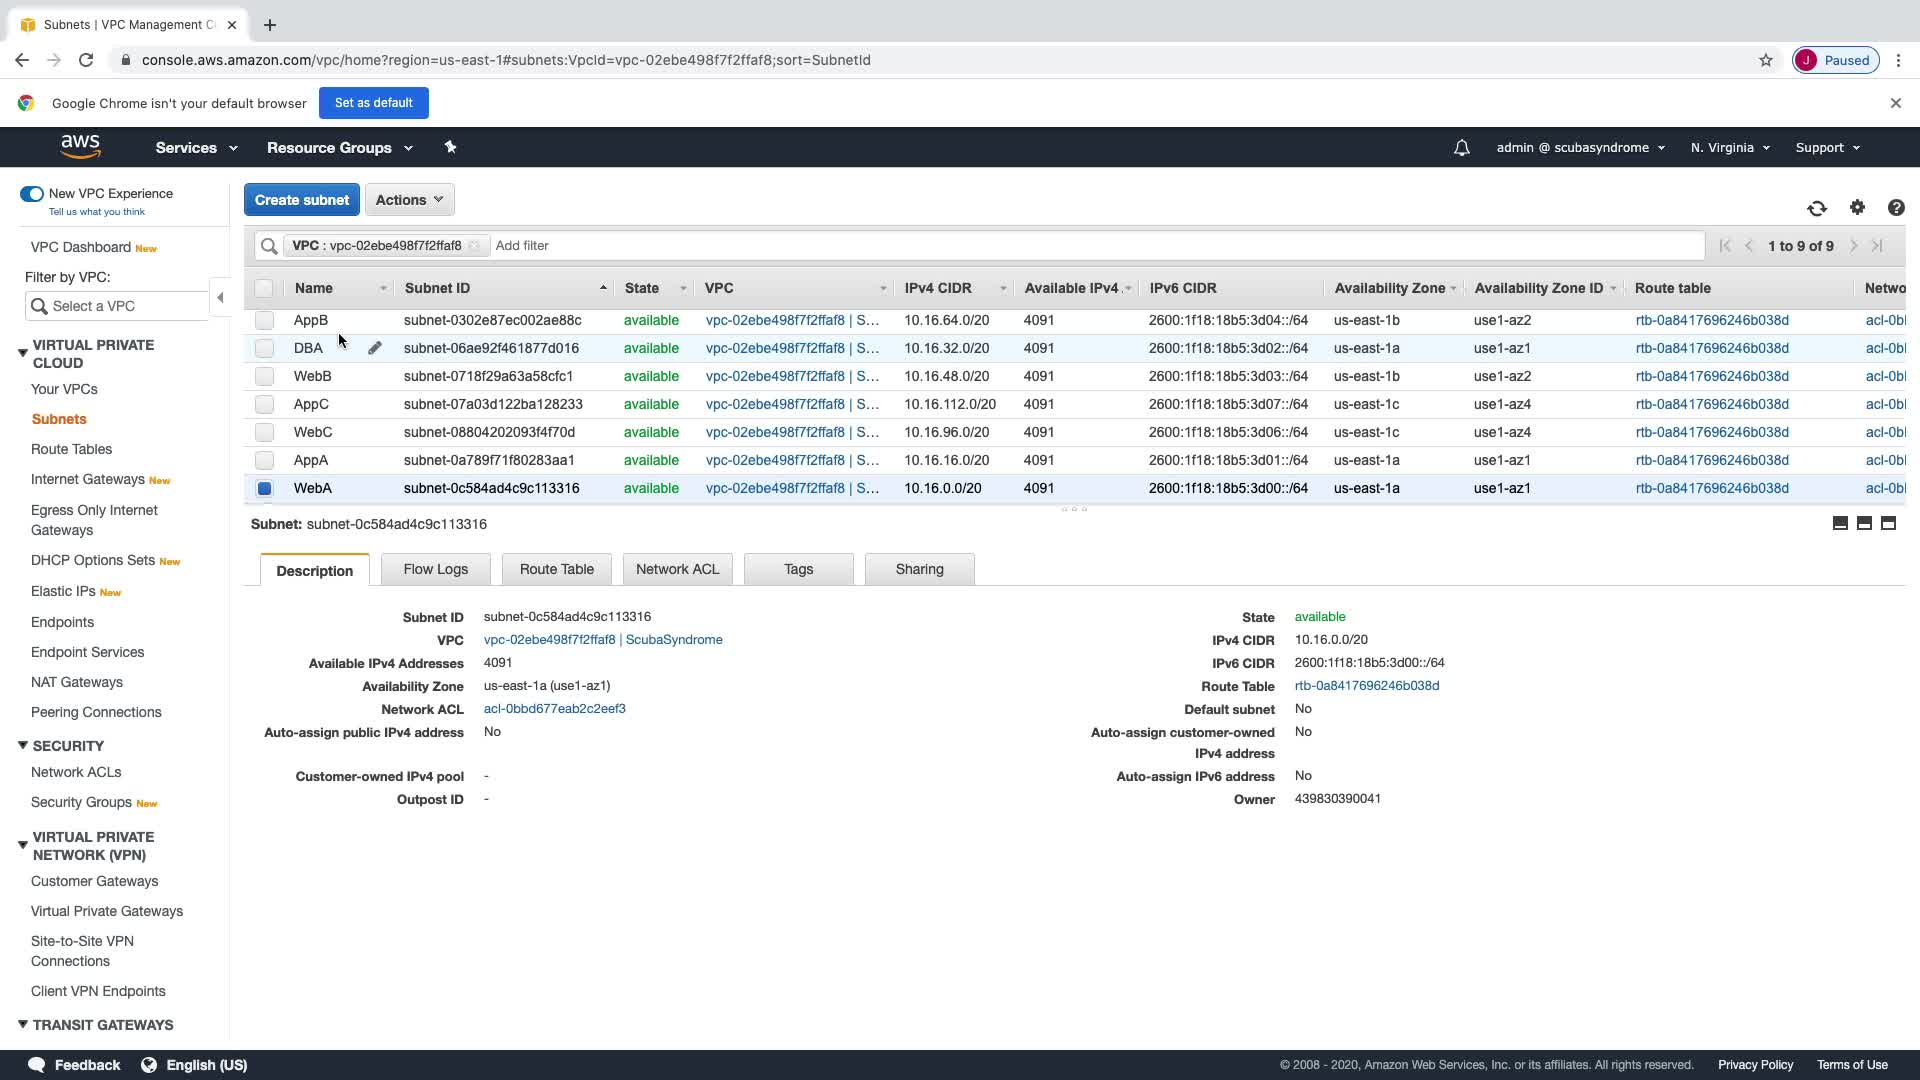 Subnets | VPC Management C
console.aws.amazon.com/vpc/home?region=us-east-1#subnets:VpcId=vpc-02ebe498f7f2ffaf8;sort=SubnetId
J Paused
Google Chrome isn't your default browser Set as default
aws Services Resource Groups admin @ scubasyndrome N. Virginia Support
New VPC Experience
Tell us what you think
VPC Dashboard New
Filter by VPC:
Select a VPC
VIRTUAL PRIVATE
CLOUD
Your VPCs
Subnets
Route Tables
Internet Gateways New
Egress Only Internet
Gateways
DHCP Options Sets New
Elastic IPs New
Endpoints
Endpoint Services
NAT Gateways
Peering Connections
SECURITY
Network ACLs
Security Groups New
VIRTUAL PRIVATE
NETWORK (VPN)
Customer Gateways
Virtual Private Gateways
Site-to-Site VPN
Connections
Client VPN Endpoints
TRANSIT GATEWAYS
Create subnet Actions
VPC : vpc-02ebe498f7f2ffaf8 Add filter 1 to 9 of 9
Name Subnet ID State VPC IPv4 CIDR Available IPv4 IPv6 CIDR Availability Zone Availability Zone ID Route table Netwo
AppB subnet-0302e87ec002ae88c available vpc-02ebe498f7f2ffaf8 | S... 10.16.64.0/20 4091 2600:1f18:18b5:3d04::/64 us-east-1b use1-az2 rtb-0a8417696246b038d acl-0bl
DBA subnet-06ae92f461877d016 available vpc-02ebe498f7f2ffaf8 | S... 10.16.32.0/20 4091 2600:1f18:18b5:3d02::/64 us-east-1a use1-az1 rtb-0a8417696246b038d acl-0bl
WebB subnet-0718f29a63a58cfc1 available vpc-02ebe498f7f2ffaf8 | S... 10.16.48.0/20 4091 2600:1f18:18b5:3d03::/64 us-east-1b use1-az2 rtb-0a8417696246b038d acl-0bl
AppC subnet-07a03d122ba128233 available vpc-02ebe498f7f2ffaf8 | S... 10.16.112.0/20 4091 2600:1f18:18b5:3d07::/64 us-east-1c use1-az4 rtb-0a8417696246b038d acl-0bl
WebC subnet-08804202093f4f70d available vpc-02ebe498f7f2ffaf8 | S... 10.16.96.0/20 4091 2600:1f18:18b5:3d06::/64 us-east-1c use1-az4 rtb-0a8417696246b038d acl-0bl
AppA subnet-0a789f71f80283aa1 available vpc-02ebe498f7f2ffaf8 | S... 10.16.16.0/20 4091 2600:1f18:18b5:3d01::/64 us-east-1a use1-az1 rtb-0a8417696246b038d acl-0bl
WebA subnet-0c584ad4c9c113316 available vpc-02ebe498f7f2ffaf8 | S... 10.16.0.0/20 4091 2600:1f18:18b5:3d00::/64 us-east-1a use1-az1 rtb-0a8417696246b038d acl-0bl
Subnet: subnet-0c584ad4c9c113316
Description Flow Logs Route Table Network ACL Tags Sharing
Subnet ID subnet-0c584ad4c9c113316 State available
VPC vpc-02ebe498f7f2ffaf8 | ScubaSyndrome IPv4 CIDR 10.16.0.0/20
Available IPv4 Addresses 4091 IPv6 CIDR 2600:1f18:18b5:3d00::/64
Availability Zone us-east-1a (use1-az1) Route Table rtb-0a8417696246b038d
Network ACL acl-0bbd677eab2c2eef3 Default subnet No
Auto-assign public IPv4 address No Auto-assign customer-owned No
IPv4 address
Customer-owned IPv4 pool - Auto-assign IPv6 address No
Outpost ID - Owner 439830390041
Feedback English (US) © 2008 - 2020, Amazon Web Services, Inc. or its affiliates. All rights reserved. Privacy Policy Terms of Use